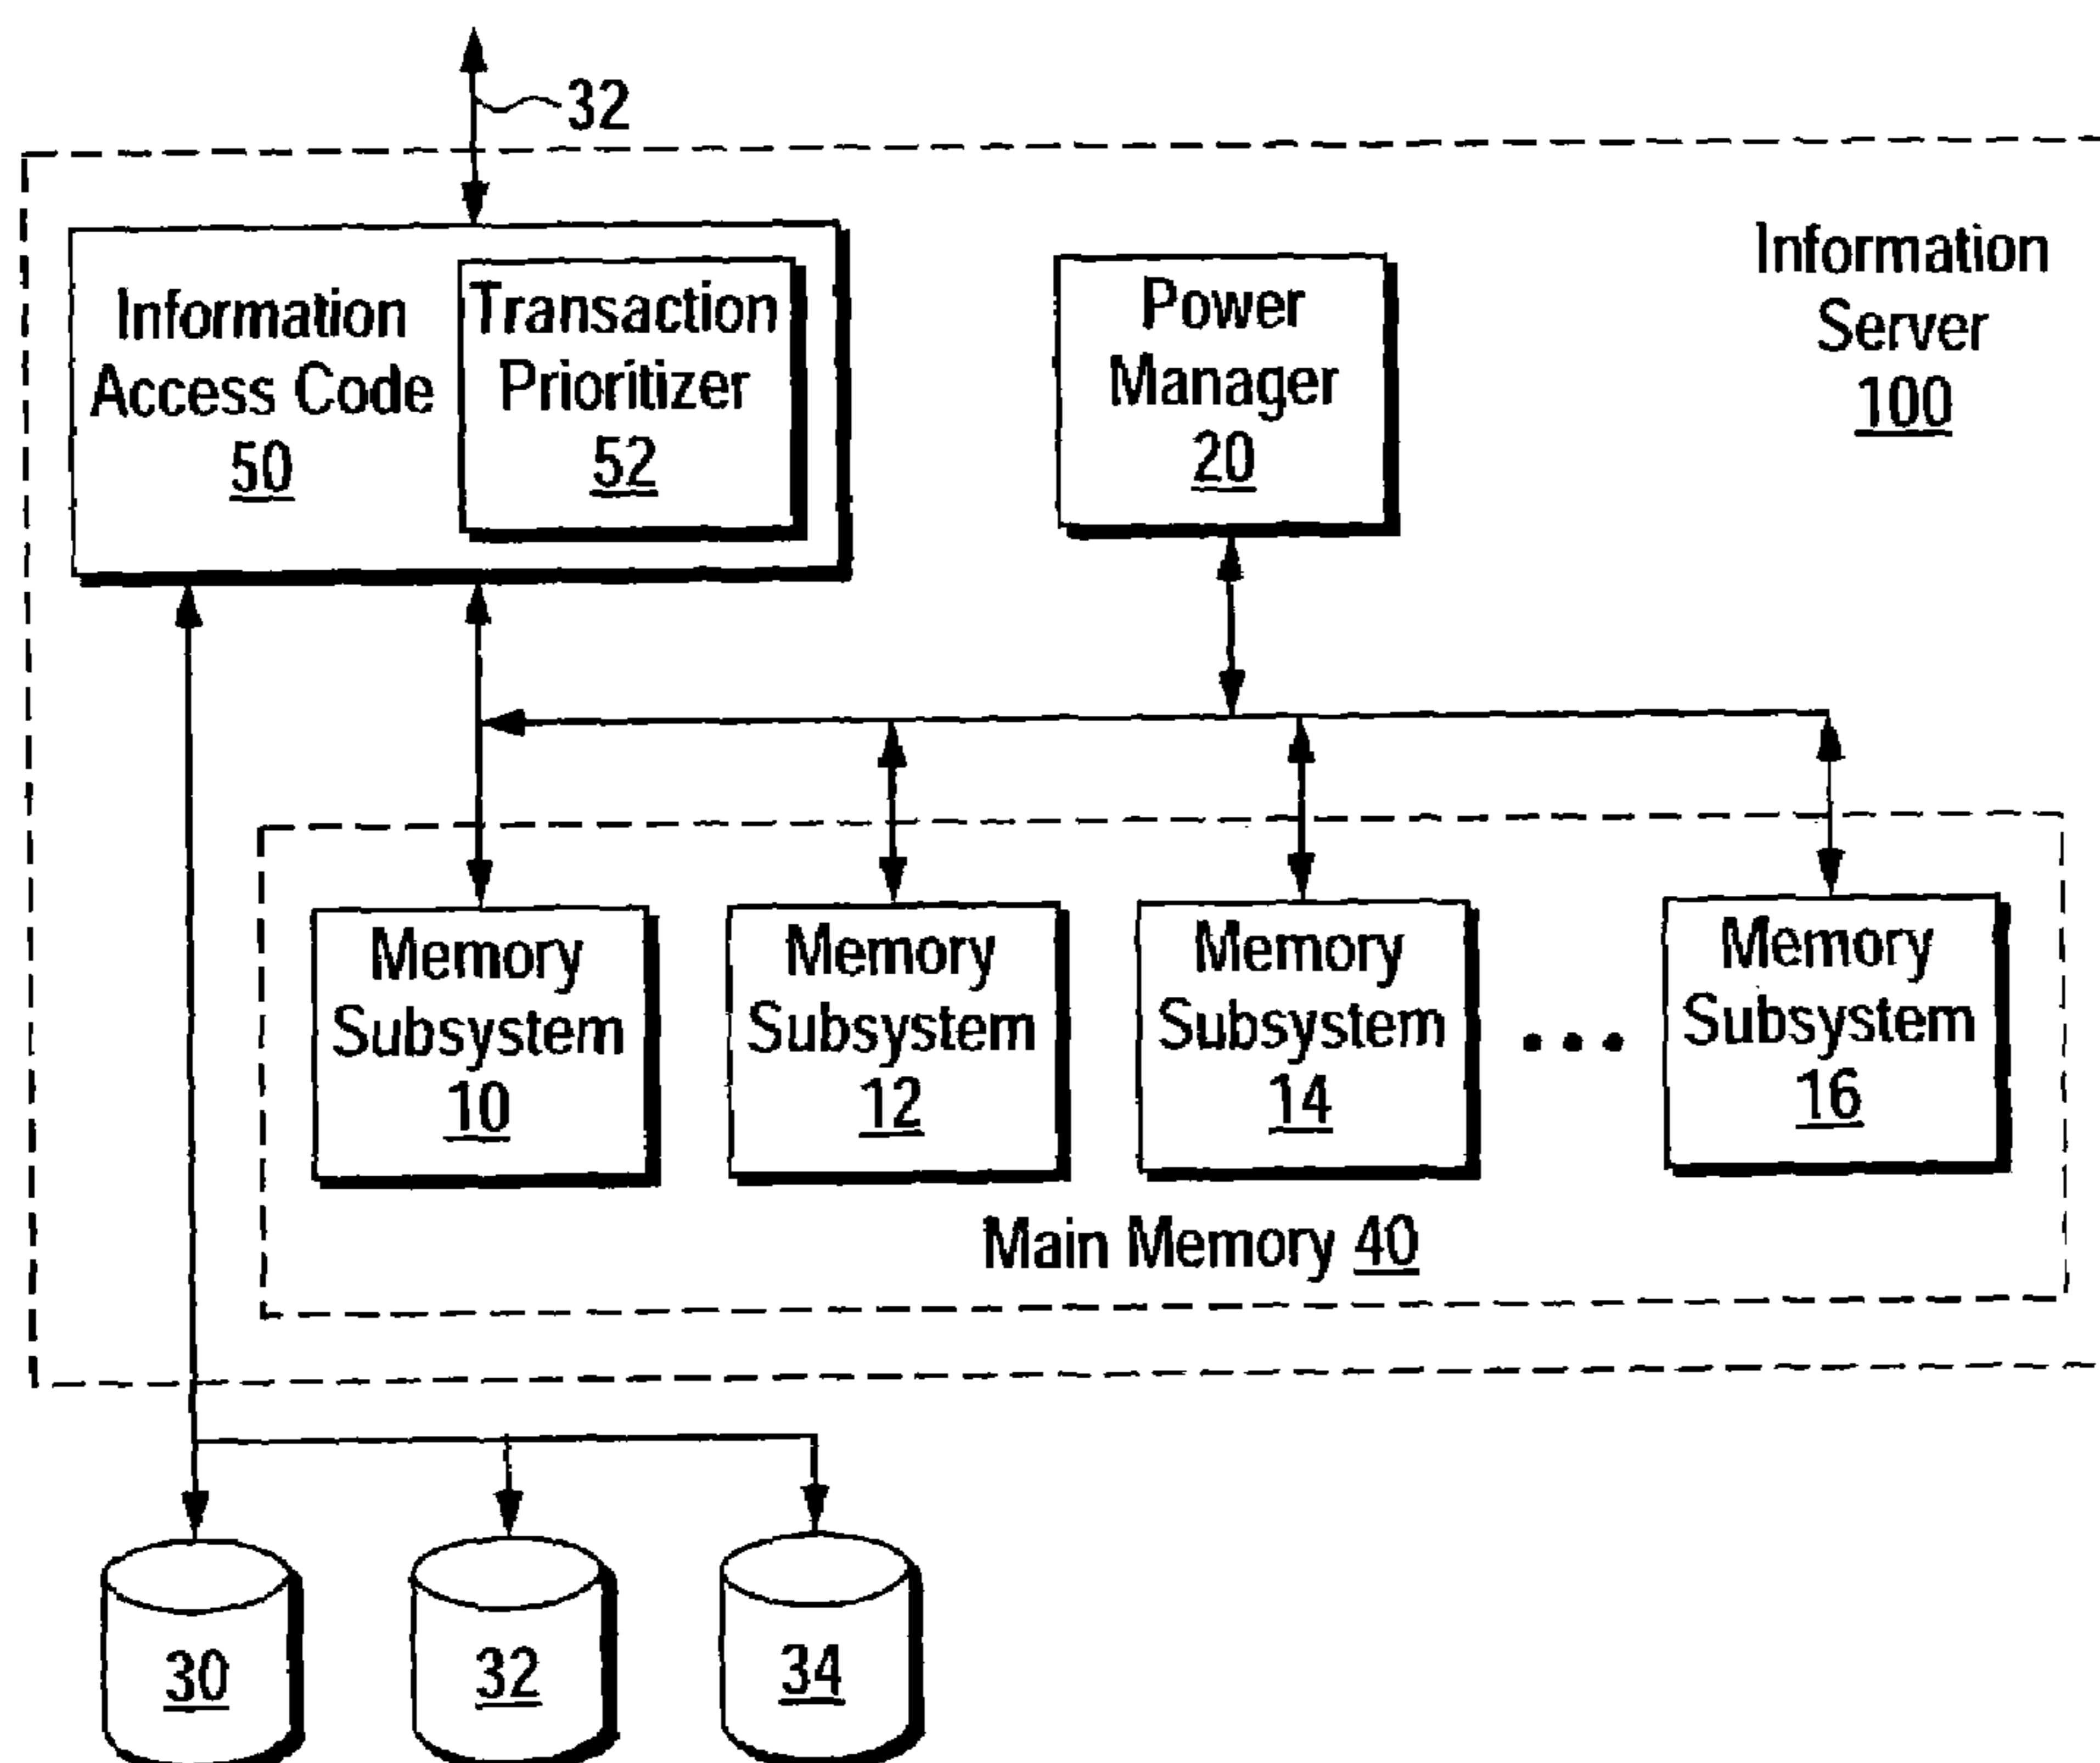 32
Information
Access Code
50
Transaction
Prioritizer
52
Power
Manager
20
Information
Server
100
Memory
Subsystem
10
Memory
Subsystem
12
Memory
Subsystem
14
Memory
Subsystem
16
Main Memory 40
30
32
34